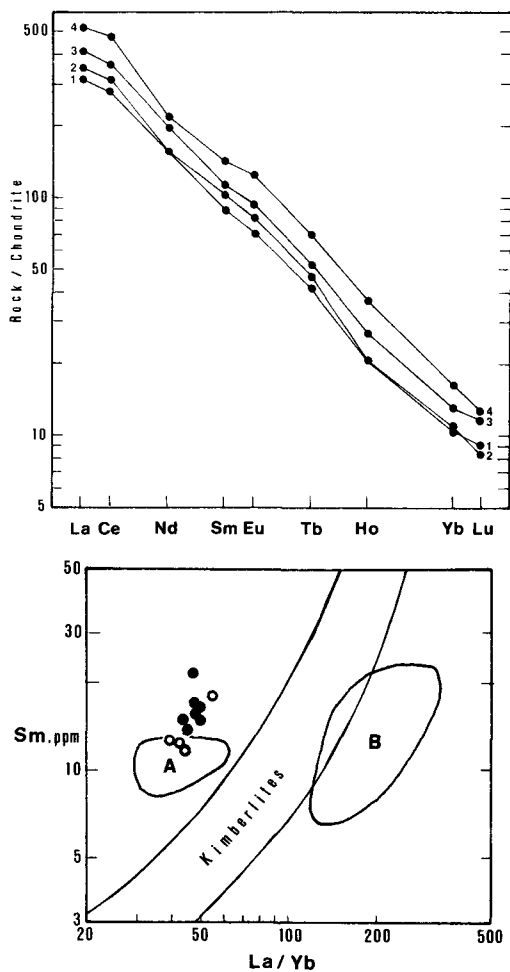 500
4
3
2
1
100
Rock / Chondrite
50
10
4
3
1
2
5
La Ce Nd Sm Eu Tb Ho Yb Lu
50
30
Sm, ppm
A
B
10
Kimberlites
5
3
20 50 100 200 500
La / Yb